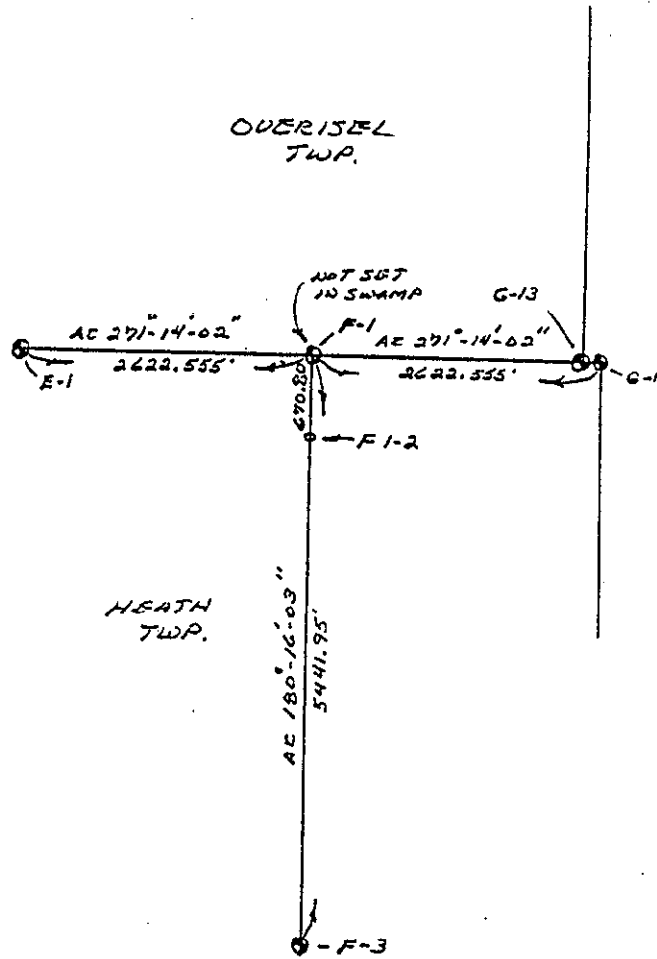 OVERISEL
TWP.
NOT SET
IN SWAMP
F-1
G-13
AZ 271°-14'-02"
AZ 271°-14'-02"
2622.555'
2622.555'
E-1
G-1
670.80
F 1-2
HEATH
TWP.
AZ 180°-16'-03"
5441.95'
F-3